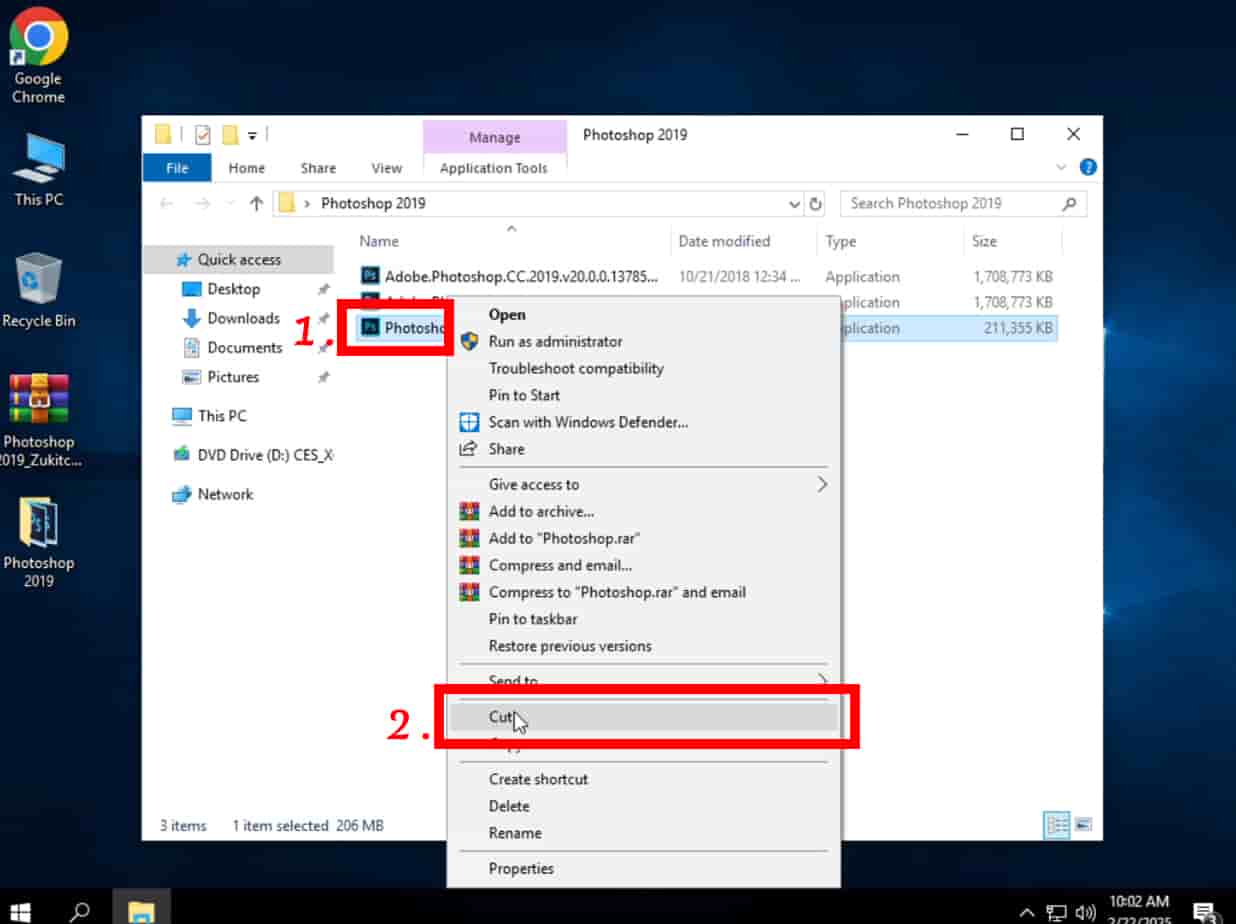 Google
Chrome
This PC
Recycle Bin
Photoshop
2019_Zukitc...
Photoshop
2019
Manage
Photoshop 2019
File
Home
Share
View
Application Tools
Photoshop 2019
Search Photoshop 2019
Name
Date modified
Type
Size
Quick access
Desktop
Downloads
Documents
Pictures
This PC
DVD Drive (D:) CES_X
Network
Adobe.Photoshop.CC.2019.v20.0.0.13785...
10/21/2018 12:34 ...
Application
1,708,773 KB
plication
1,708,773 KB
1.
Photosho
plication
211,355 KB
Open
Run as administrator
Troubleshoot compatibility
Pin to Start
Scan with Windows Defender...
Share
Give access to
Add to archive...
Add to "Photoshop.rar"
Compress and email...
Compress to "Photoshop.rar" and email
Pin to taskbar
Restore previous versions
Send to
2.
Cut
Create shortcut
Delete
Rename
Properties
3 items
1 item selected 206 MB
10:02 AM
2/22/2025
3